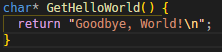 char* GetHelloWorld() {
  return "Goodbye, World!\n";
}